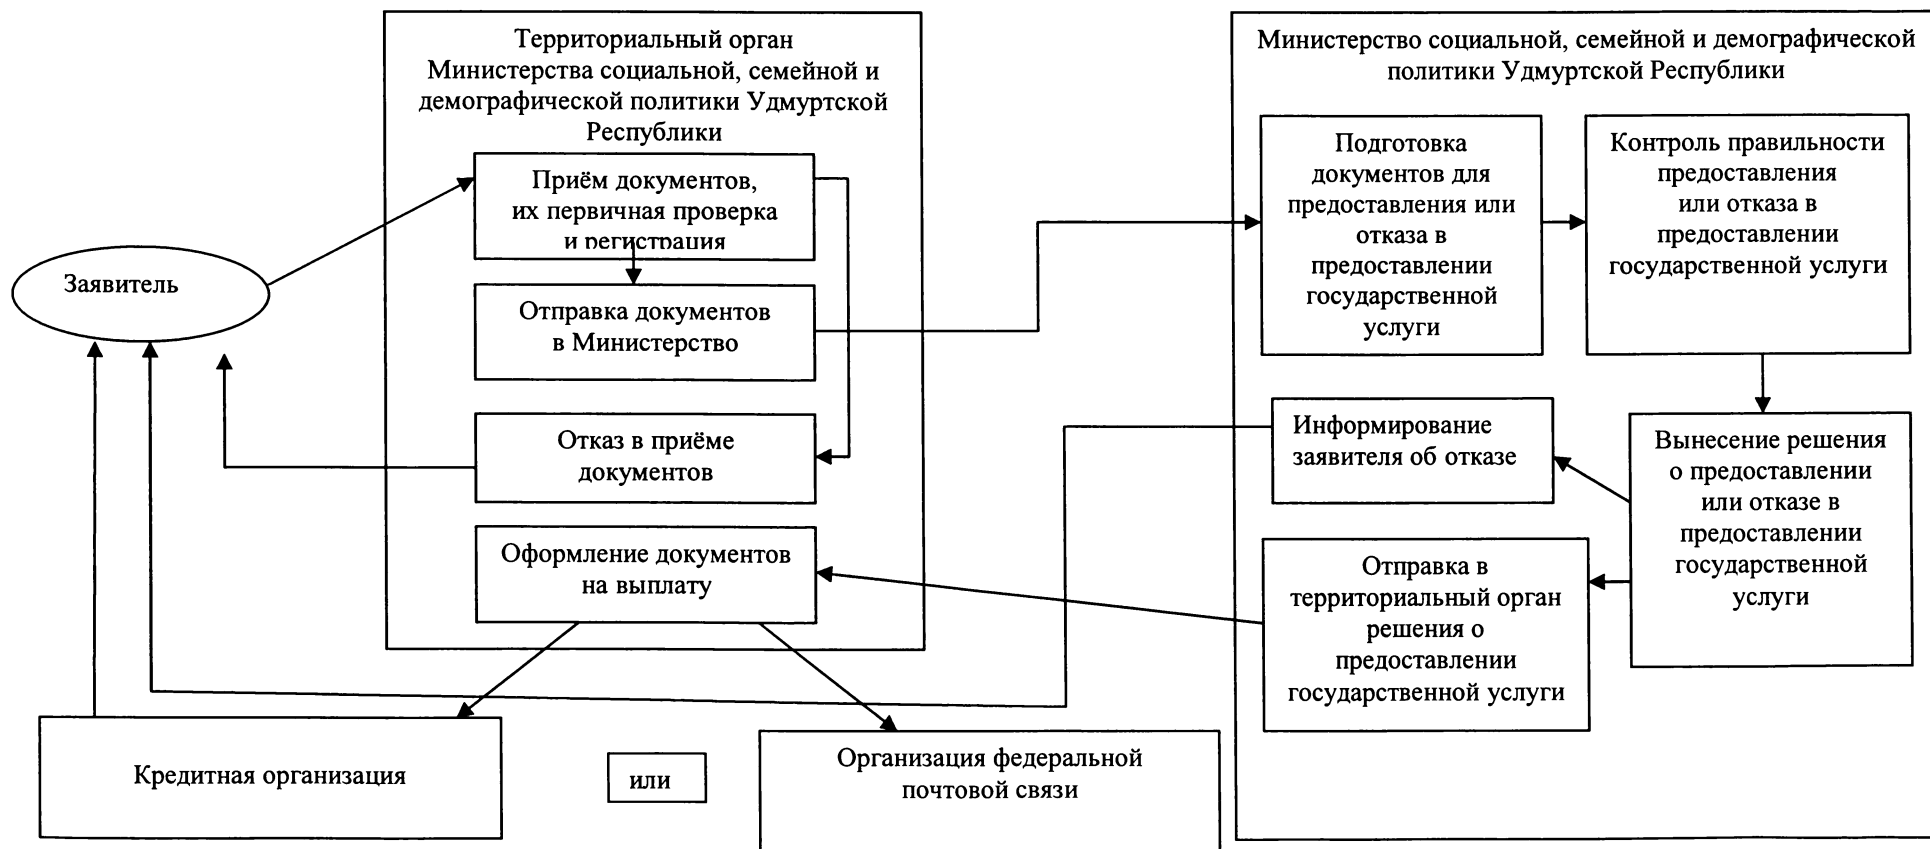 Территориальный орган
Министерства социальной, семейной и
демографической политики Удмуртской
Республики
Приём документов,
их первичная проверка
и регистрация
Заявитель
Отправка документов
в Министерство
Отказ в приёме
документов
Оформление документов
на выплату
Министерство социальной, семейной и демографической
политики Удмуртской Республики
Подготовка
документов для
предоставления или
отказа в
предоставлении
государственной
услуги
Контроль правильности
предоставления
или отказа в
предоставлении
государственной услуги
Информирование
заявителя об отказе
Вынесение решения
о предоставлении
или отказе в
предоставлении
государственной
услуги
Отправка в
территориальный орган
решения о
предоставлении
государственной услуги
Кредитная организация
или
Организация федеральной
почтовой связи